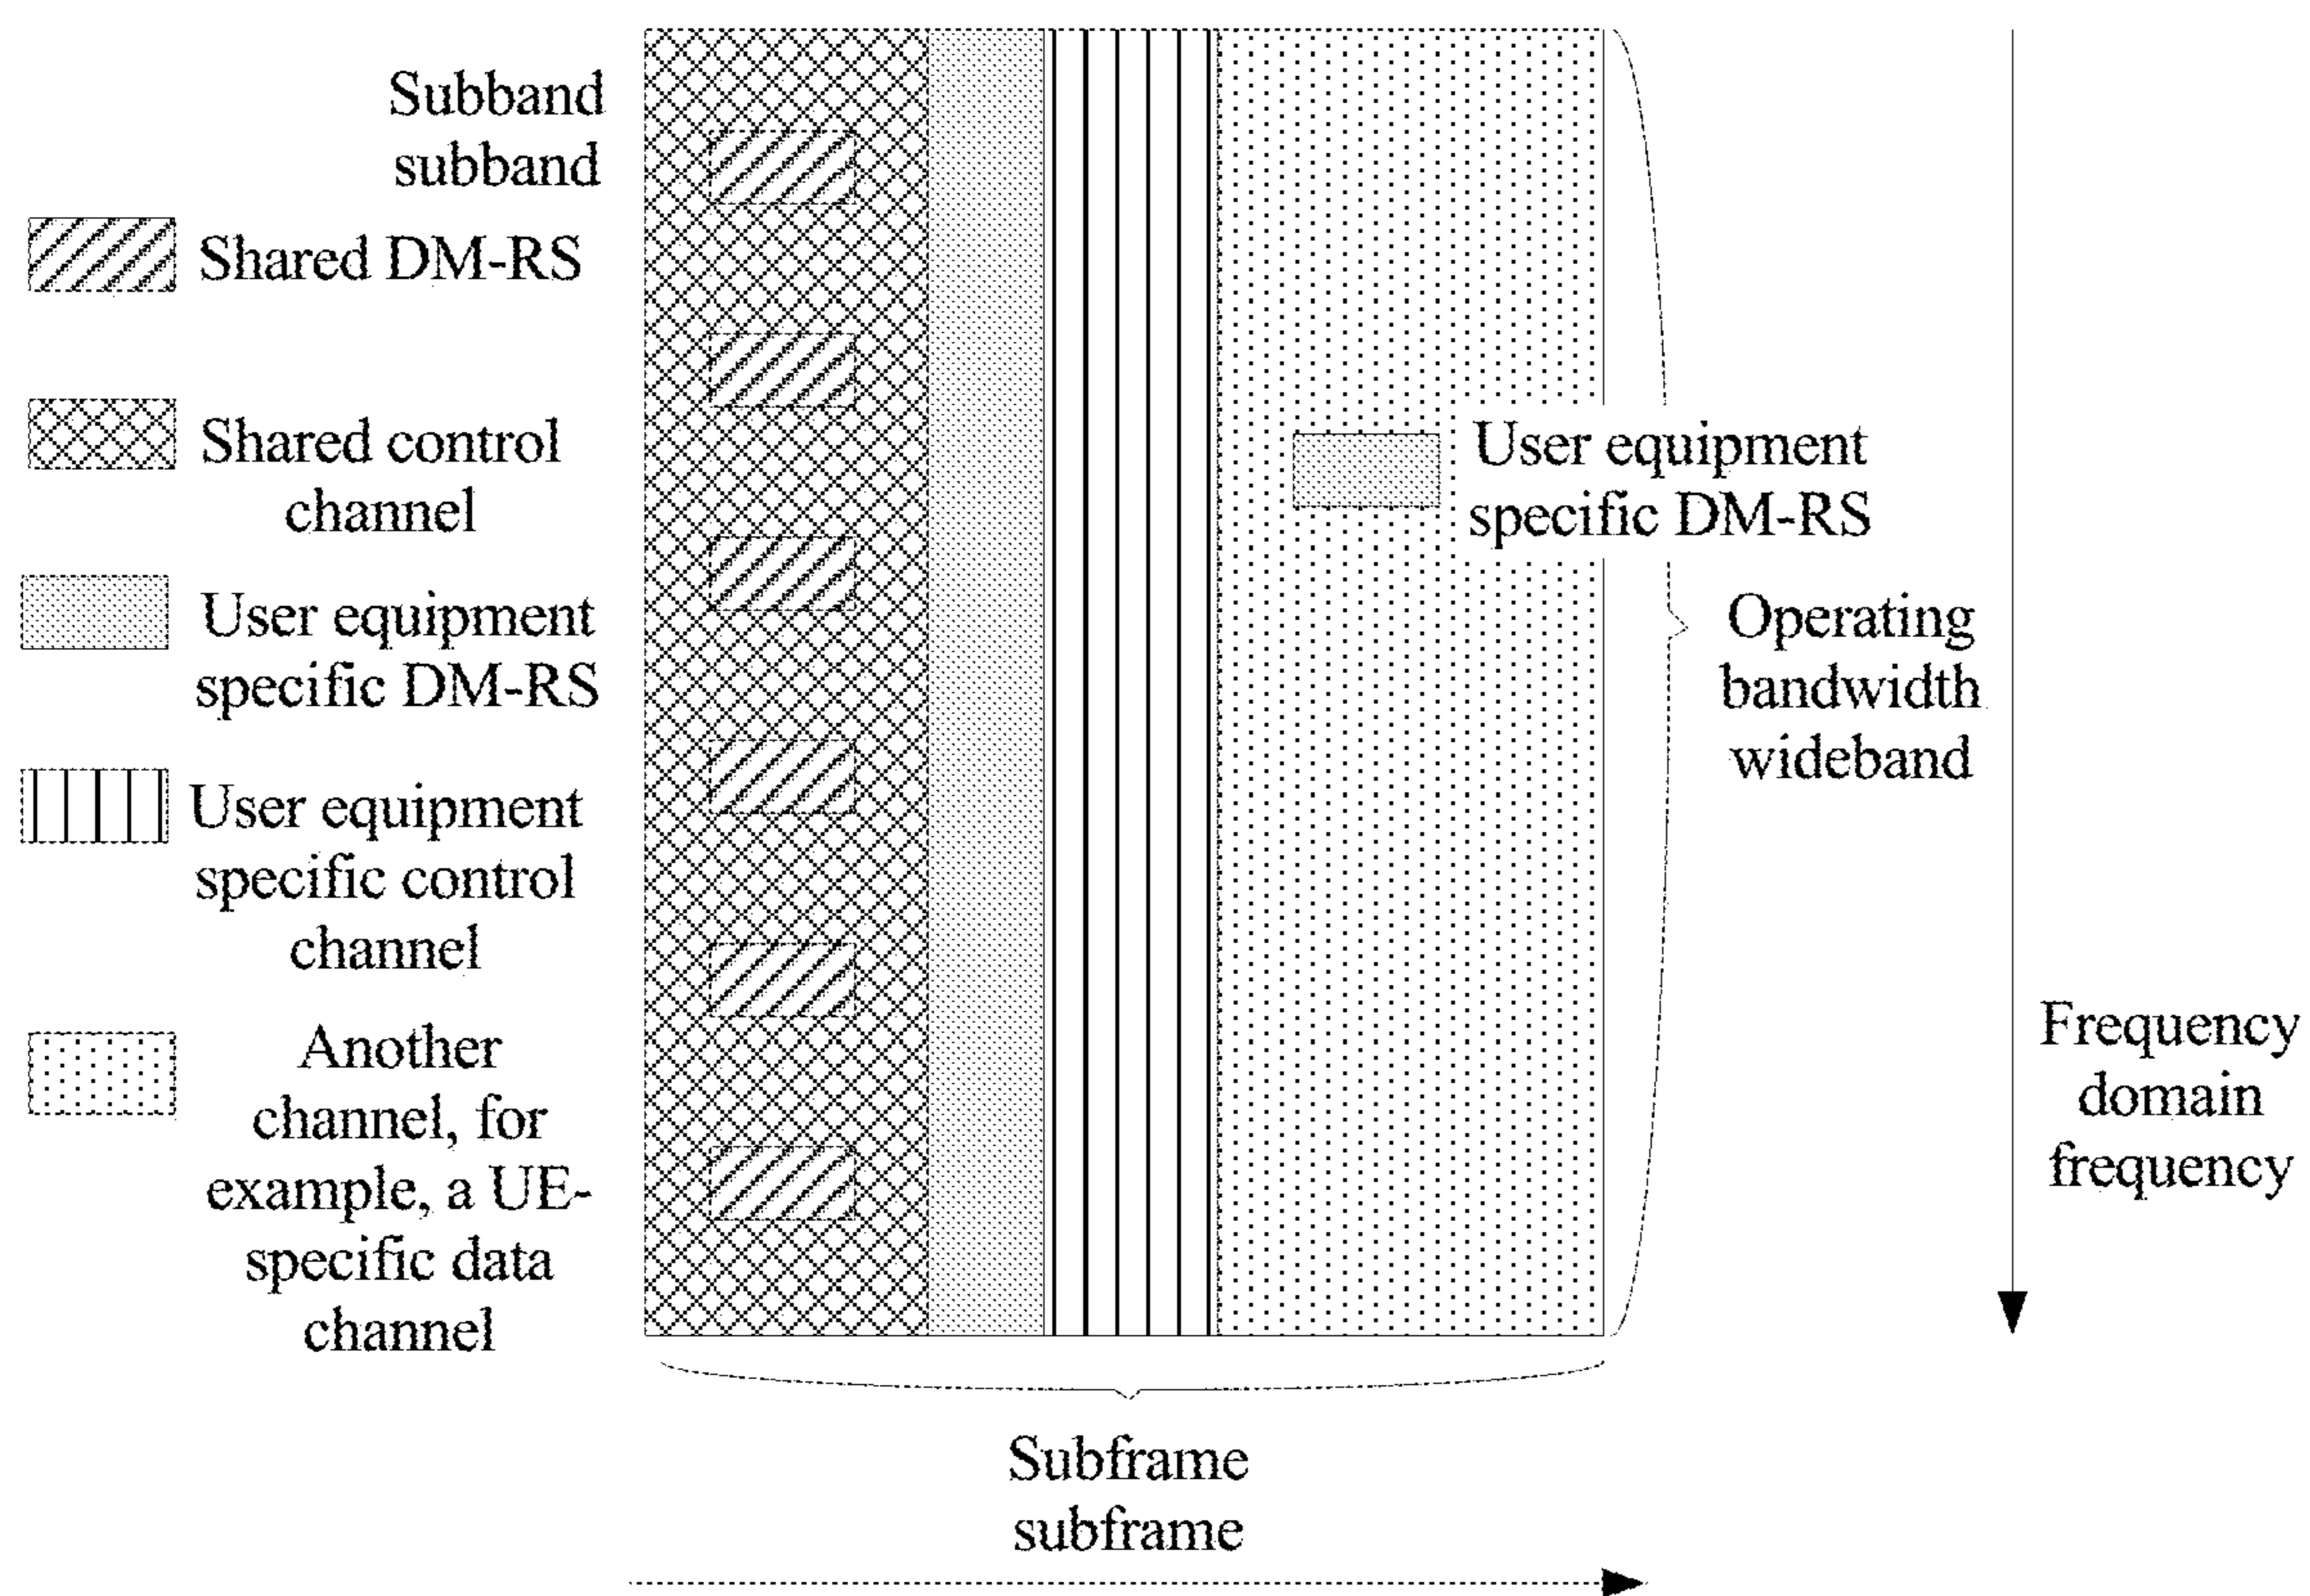 Subband
subband
Shared DM-RS
Shared control
channel
User equipment
specific DM-RS
User equipment
specific control
channel
Another
channel, for
example, a UE-
specific data
channel
User equipment
specific DM-RS
Operating
bandwidth
wideband
Frequency
domain
frequency
Subframe
subframe